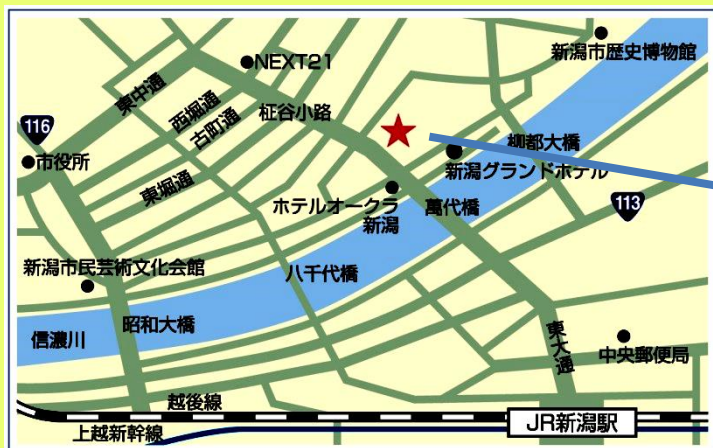 新潟市歴史博物館
NEXT21
東中通
西堀通
古町通
柾谷小路
116
市役所
東堀通
柳都大橋
新潟グランドホテル
ホテルオークラ
新潟
萬代橋
113
新潟市民芸術文化会館
八千代橋
昭和大橋
信濃川
東大通
中央郵便局
越後線
JR新潟駅
上越新幹線